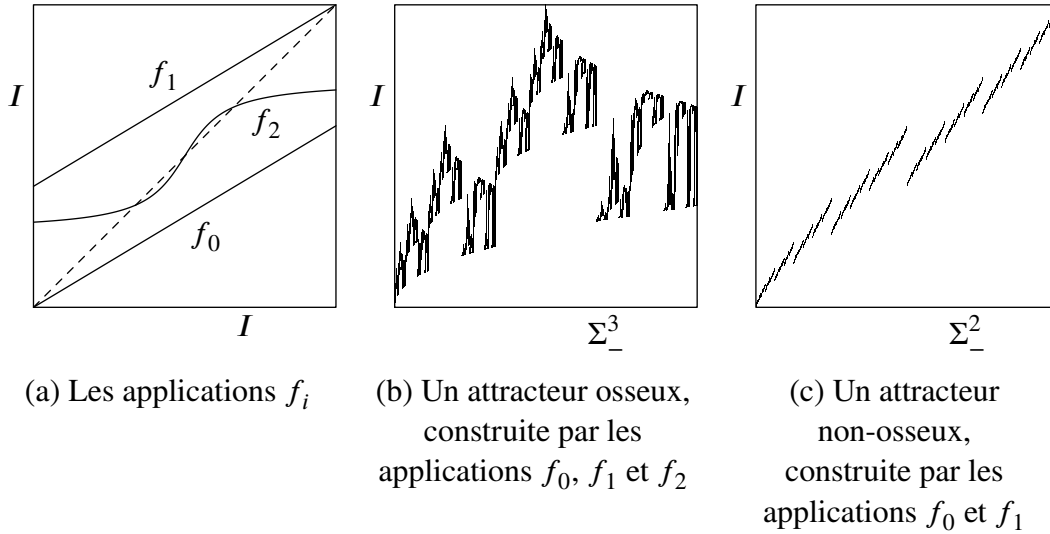 I
f₁
f₂
f₀
I
(a) Les applications fᵢ
I
Σ³₋
(b) Un attracteur osseux,
construite par les
applications f₀, f₁ et f₂
I
Σ²₋
(c) Un attracteur
non-osseux,
construite par les
applications f₀ et f₁